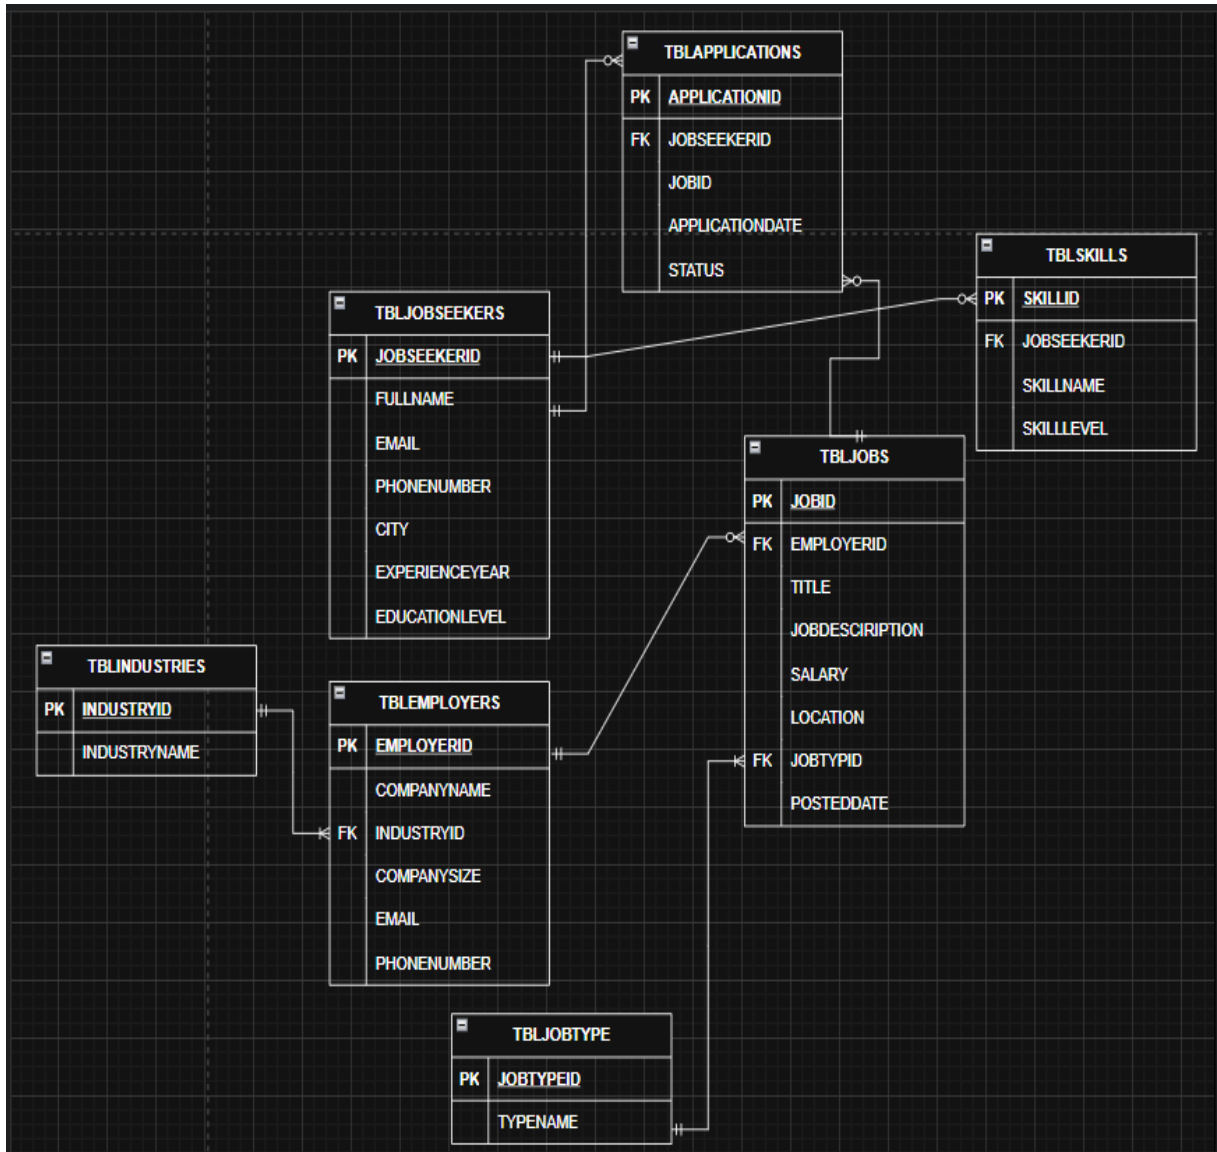 TBLAPPLICATIONS
PK APPLICATIONID
FK JOBSEEKERID
JOBID
APPLICATIONDATE
STATUS
TBLSKILLS
PK SKILLID
FK JOBSEEKERID
SKILLNAME
SKILLLEVEL
TBLJOBSEEKERS
PK JOBSEEKERID
FULLNAME
EMAIL
PHONENUMBER
CITY
EXPERIENCEYEAR
EDUCATIONLEVEL
TBLJOBS
PK JOBID
FK EMPLOYERID
TITLE
JOBDESCIRIPTION
SALARY
LOCATION
FK JOBTYPID
POSTEDDATE
TBLINDUSTRIES
PK INDUSTRYID
INDUSTRYNAME
TBLEMPLOYERS
PK EMPLOYERID
COMPANYNAME
FK INDUSTRYID
COMPANYSIZE
EMAIL
PHONENUMBER
TBLJOBTYPE
PK JOBTYPEID
TYPENAME